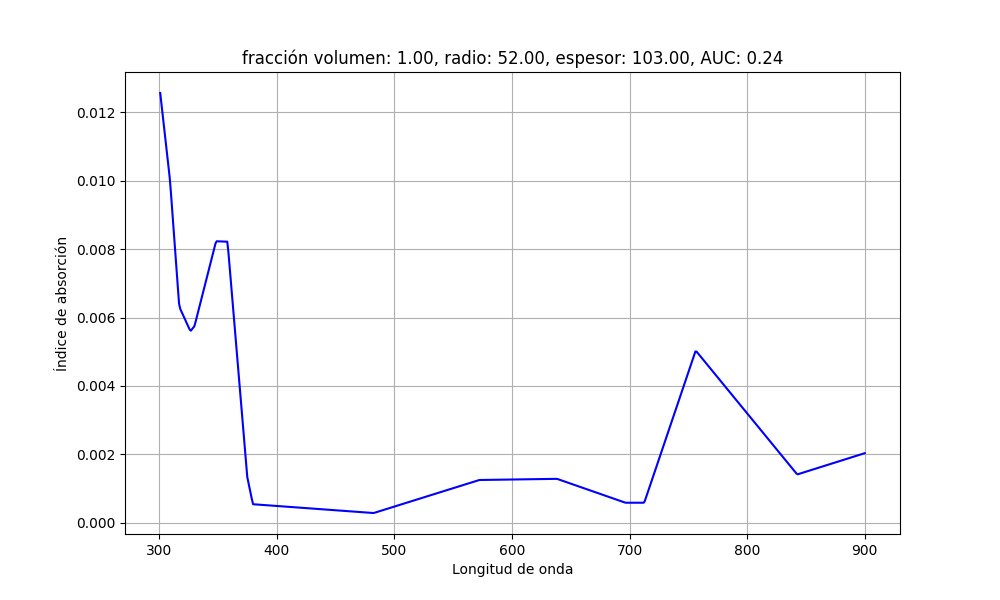 fracción volumen: 1.00, radio: 52.00, espesor: 103.00, AUC: 0.24
0.012
0.010
0.008
0.006
0.004
0.002
0.000
Índice de absorción
300 400 500 600 700 800 900
Longitud de onda